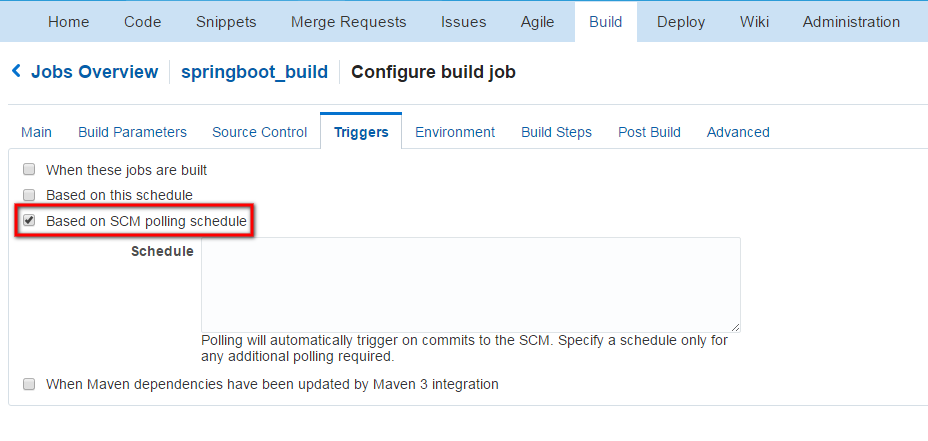 Home Code Snippets Merge Requests Issues Agile Build Deploy Wiki Administration
Jobs Overview springboot_build Configure build job
Main Build Parameters Source Control Triggers Environment Build Steps Post Build Advanced
When these jobs are built
Based on this schedule
Based on SCM polling schedule
Schedule
Polling will automatically trigger on commits to the SCM. Specify a schedule only for
any additional polling required.
When Maven dependencies have been updated by Maven 3 integration